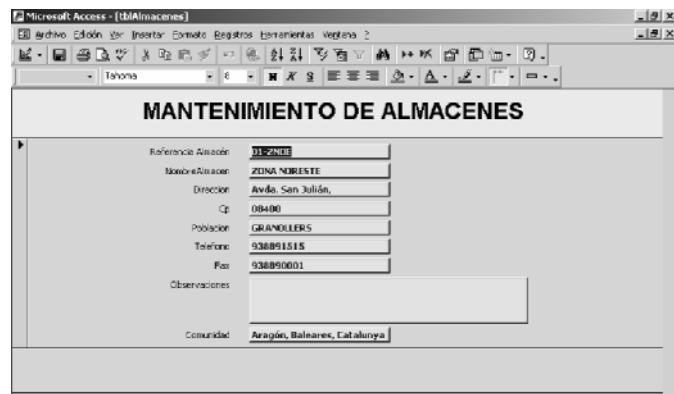 Microsoft Access - [tblAlmacenes]
Archivo Edición Ver Insertar Formato Registros Herramientas Ventana ?
Tahoma 8 N K S
MANTENIMIENTO DE ALMACENES
Referencia Almacén 01-ZNOE
NombreAlmacen ZONA NORESTE
Direccion Avda. San Julián,
Cp 08400
Poblacion GRANOLLERS
Telefono 938891515
Fax 938890001
Observaciones
Comunidad Aragón, Baleares, Catalunya